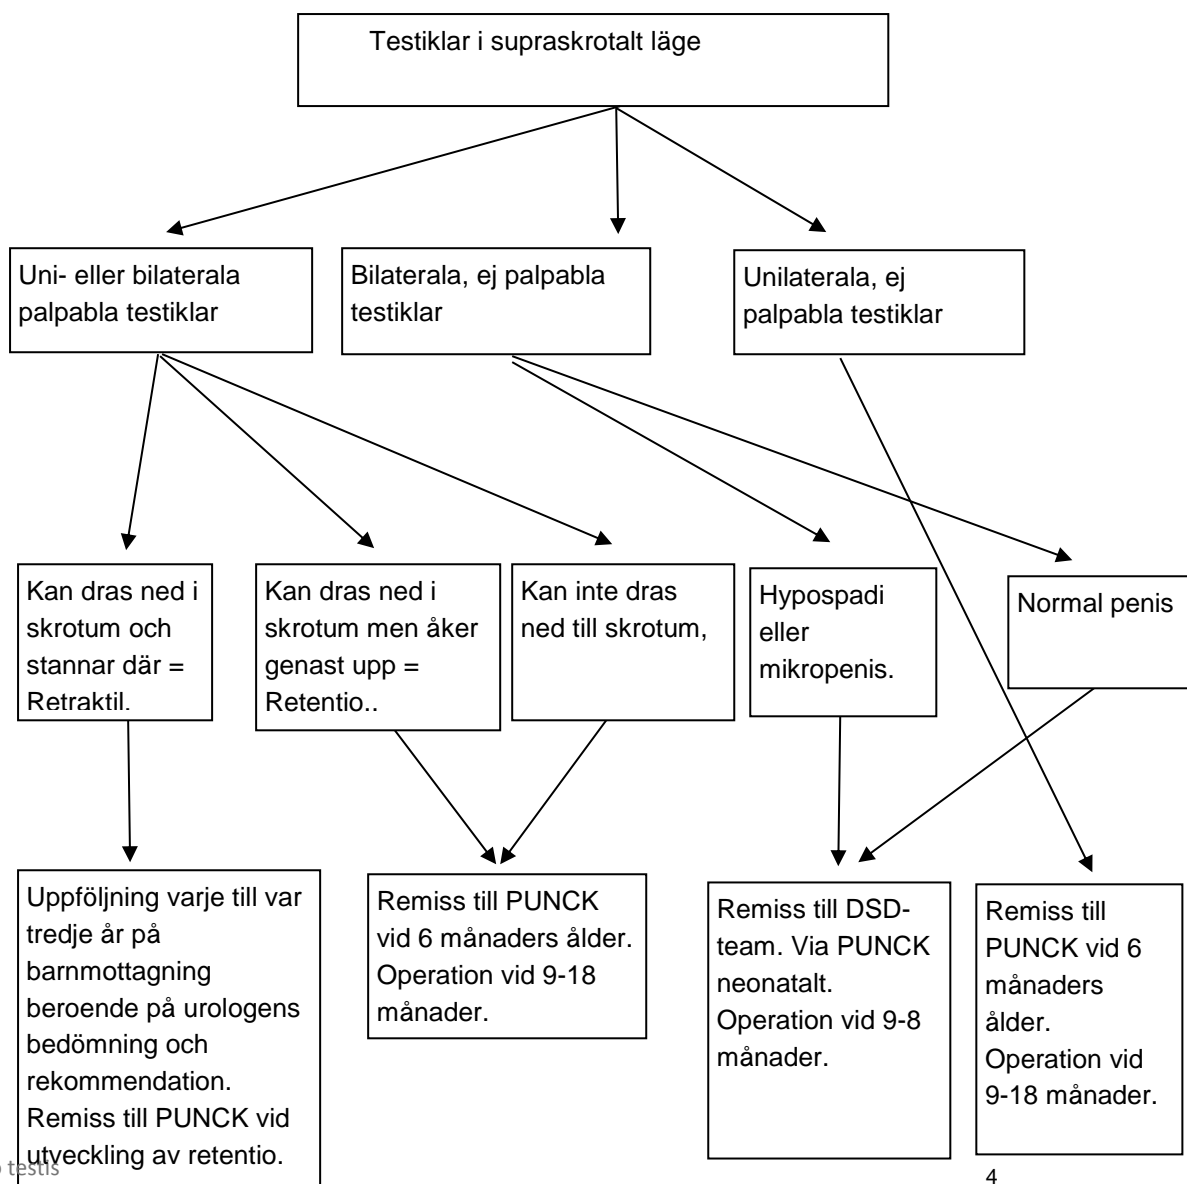 Testiklar i supraskrotalt läge
Uni- eller bilaterala
palpabla testiklar
Bilaterala, ej palpabla
testiklar
Unilaterala, ej
palpabla testiklar
Kan dras ned i
skrotum och
stannar där =
Retraktil.
Kan dras ned i
skrotum men åker
genast upp =
Retentio..
Kan inte dras
ned till skrotum,
Hypospadi
eller
mikropenis.
Normal penis
Uppföljning varje till var
tredje år på
barnmottagning
beroende på urologens
bedömning och
rekommendation.
Remiss till PUNCK vid
utveckling av retentio.
Remiss till PUNCK
vid 6 månaders ålder.
Operation vid 9-18
månader.
Remiss till DSD-
team. Via PUNCK
neonatalt.
Operation vid 9-8
månader.
Remiss till
PUNCK vid 6
månaders
ålder.
Operation vid
9-18 månader.
testis
4